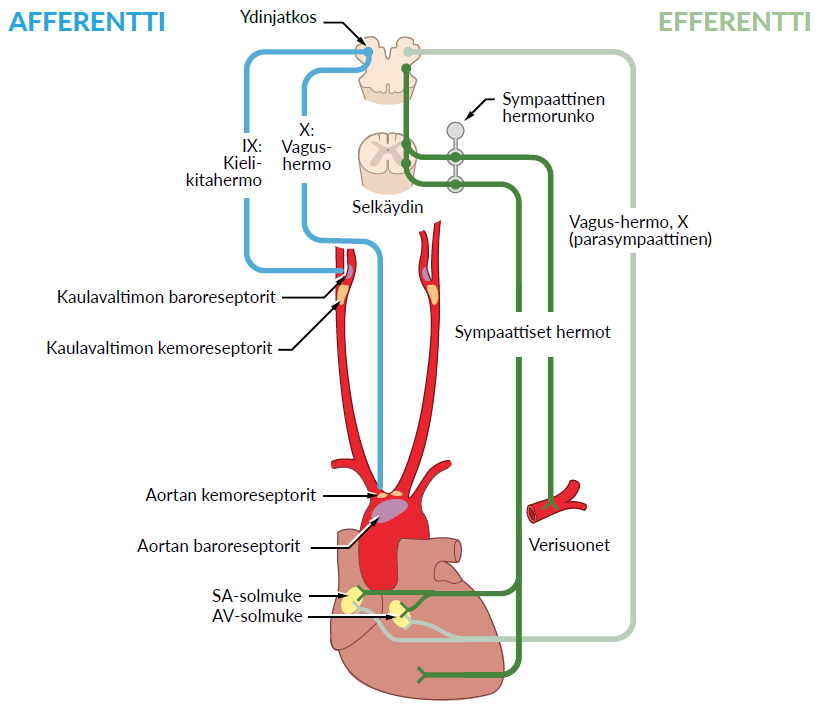 AFFERENTTI
EFFERENTTI
Ydinjatkos
Sympaattinen
hermorunko
IX:
Kieli-
kitahermo
X:
Vagus-
hermo
Selkäydin
Vagus-hermo, X
(parasympaattinen)
Kaulavaltimon baroreseptorit
Kaulavaltimon kemoreseptorit
Sympaattiset hermot
Aortan kemoreseptorit
Aortan baroreseptorit
Verisuonet
SA-solmuke
AV-solmuke